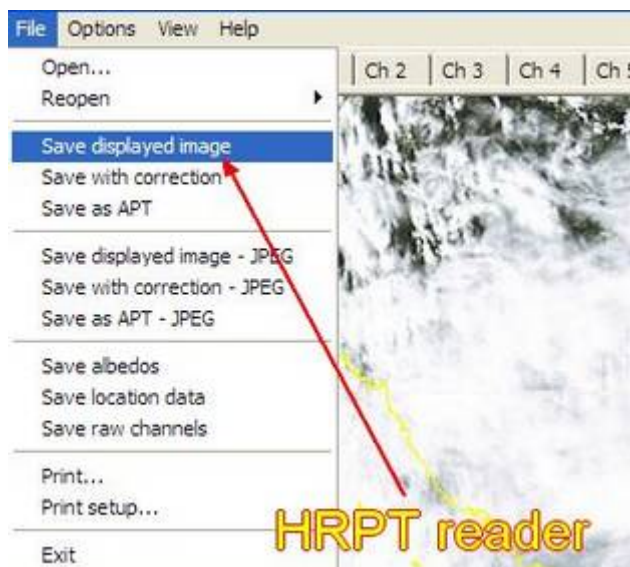 File Options View Help
Open...
Reopen
Ch 2 Ch 3 Ch 4 Ch
Save displayed image
Save with correction
Save as APT
Save displayed image - JPEG
Save with correction - JPEG
Save as APT - JPEG
Save albedos
Save location data
Save raw channels
Print...
Print setup...
Exit
HRPT reader